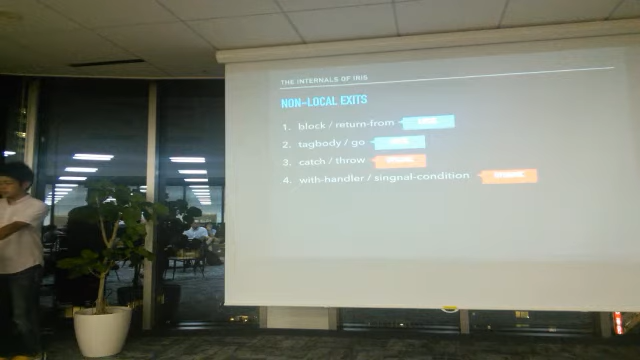 THE INTERNALS OF IRIS
NON-LOCAL EXITS
1. block / return-from
2. tagbody / go
3. catch / throw
4. with-handler / singnal-condition